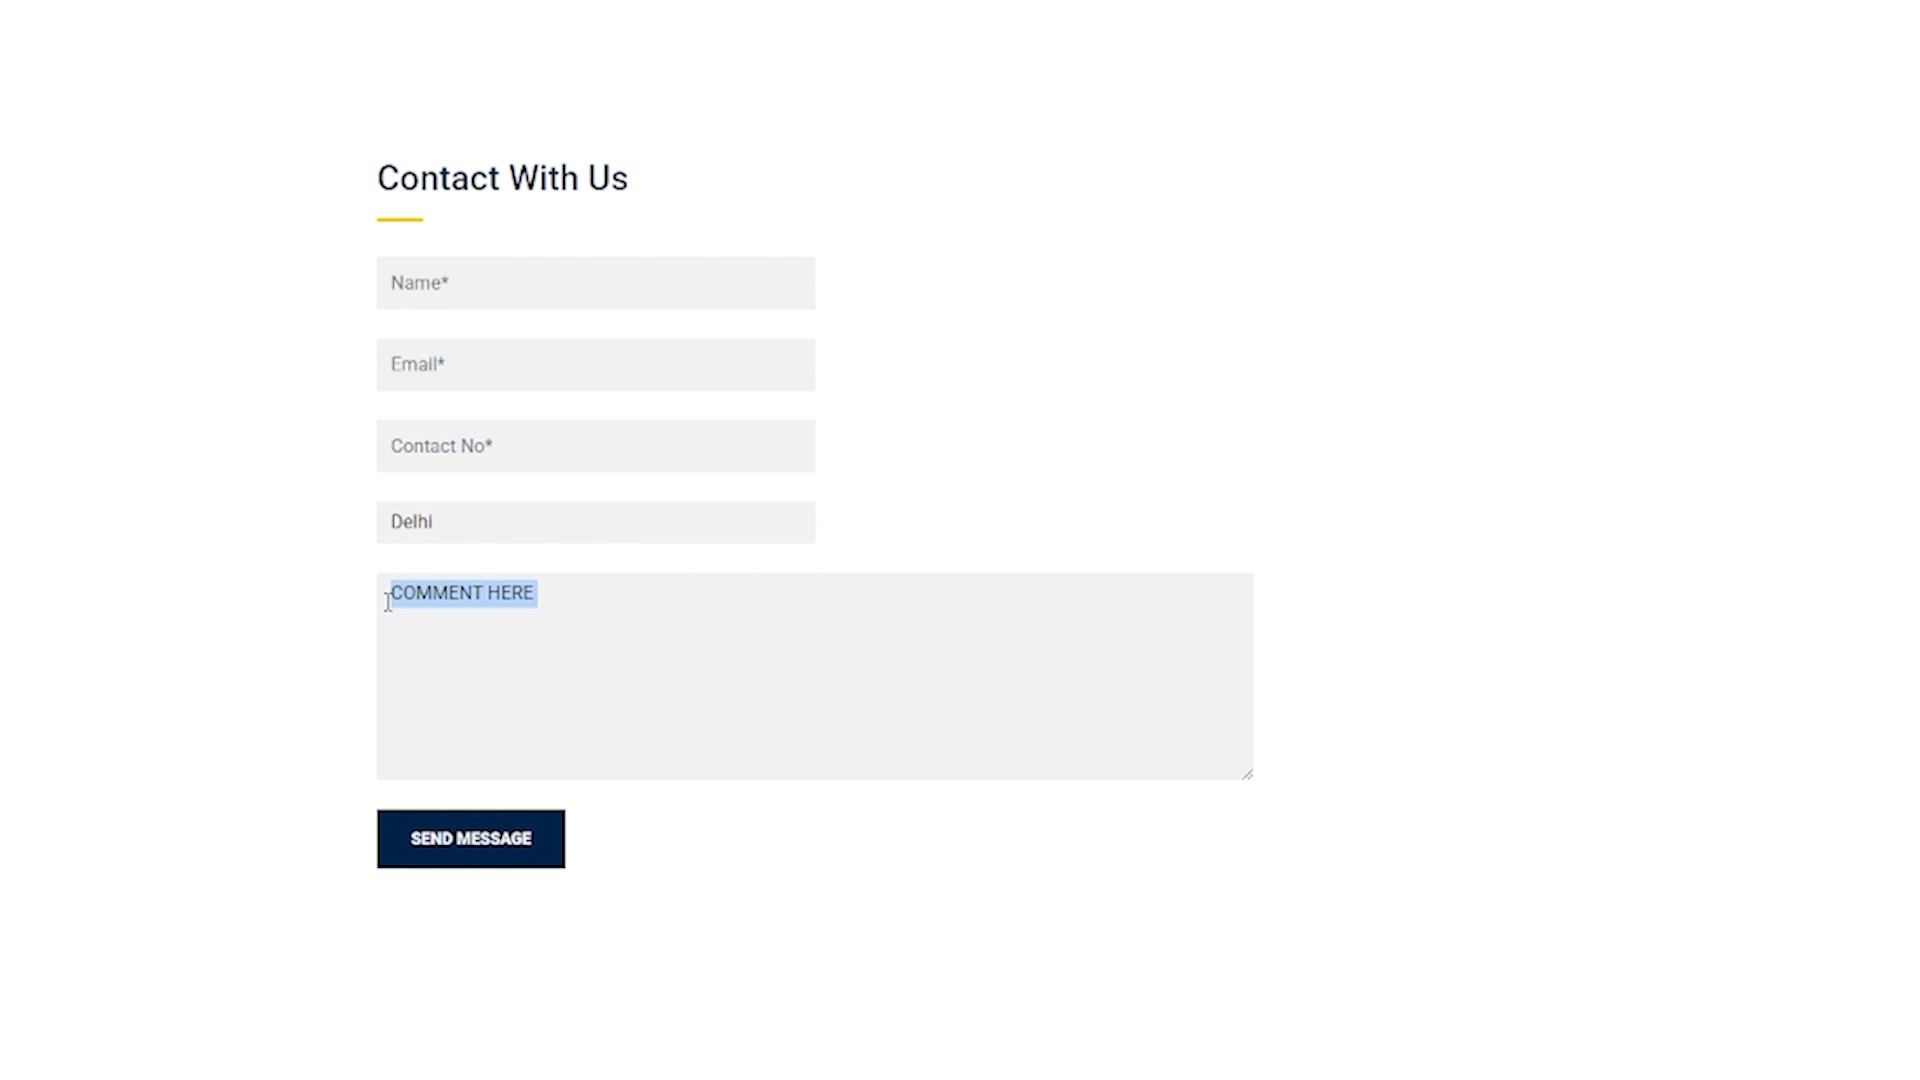 Contact With Us
Name*
Email*
Contact No*
Delhi
COMMENT HERE
SEND MESSAGE